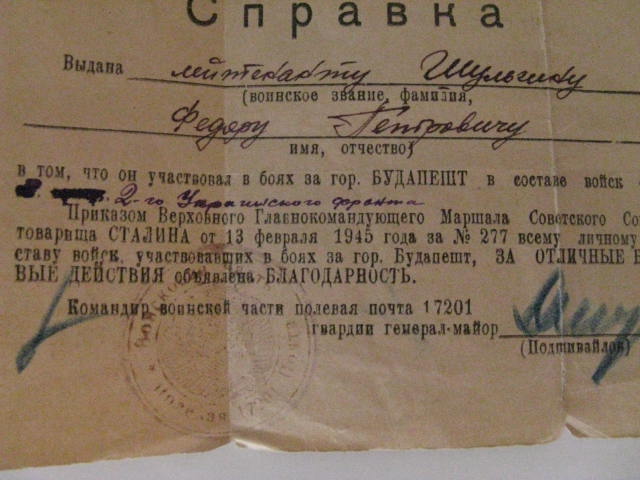 Справка
Выдана лейтенанту Шульгину
(воинское звание, фамилия,
Федору Петровичу
имя, отчество)
в том, что он участвовал в боях за гор. БУДАПЕШТ в составе войск
2-го Украинского фронта
Приказом Верховного Главнокомандующего Маршала Советского Со
товарища СТАЛИНА от 13 февраля 1945 года за № 277 всему личному
ставу войск, участвовавших в боях за гор. Будапешт, ЗА ОТЛИЧНЫЕ Б
ВЫЕ ДЕЙСТВИЯ объявлена БЛАГОДАРНОСТЬ.
Командир воинской части полевая почта 17201
гвардии генерал-майор
(Подшивайлов)